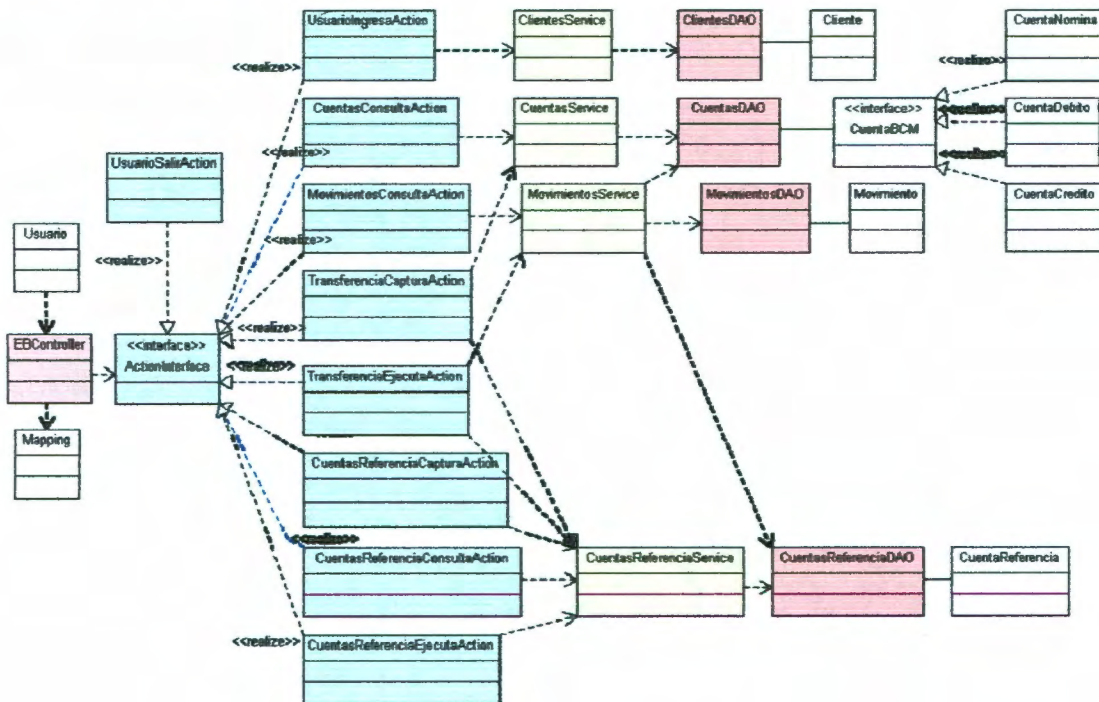 UsuarioIngresaAction
ClientesService
ClientesDAO
Cliente
CuentaNomina
<<realize>>
CuentasConsultaAction
CuentasService
CuentasDAO
<<interface>>
CuentaBCM
<<realize>>
CuentaDebito
<<realize>>
UsuarioSalirAction
<<realize>>
MovimientosConsultaAction
MovimientosService
MovimientosDAO
Movimiento
CuentaCredito
Usuario
<<realize>>
<<realize>>
TransferenciaCapturaAction
EBController
<<interface>>
ActionInterface
<<realize>>
<<realize>>
TransferenciaEjecutaAction
Mapping
CuentasReferenciaCapturaAction
<<realize>>
CuentasReferenciaConsultaAction
CuentasReferenciaService
CuentasReferenciaDAO
CuentaReferencia
<<realize>>
CuentasReferenciaEjecutaAction